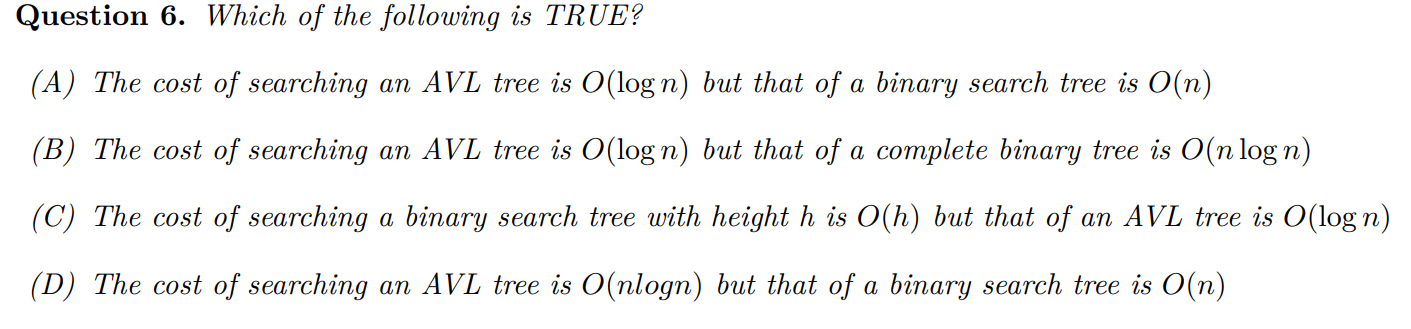 Question 6. Which of the following is TRUE?
(A) The cost of searching an AVL tree is O(log n) but that of a binary search tree is O(n)
(B) The cost of searching an AVL tree is O(log n) but that of a complete binary tree is O(n log n)
(C) The cost of searching a binary search tree with height h is O(h) but that of an AVL tree is O(log n)
(D) The cost of searching an AVL tree is O(nlogn) but that of a binary search tree is O(n)